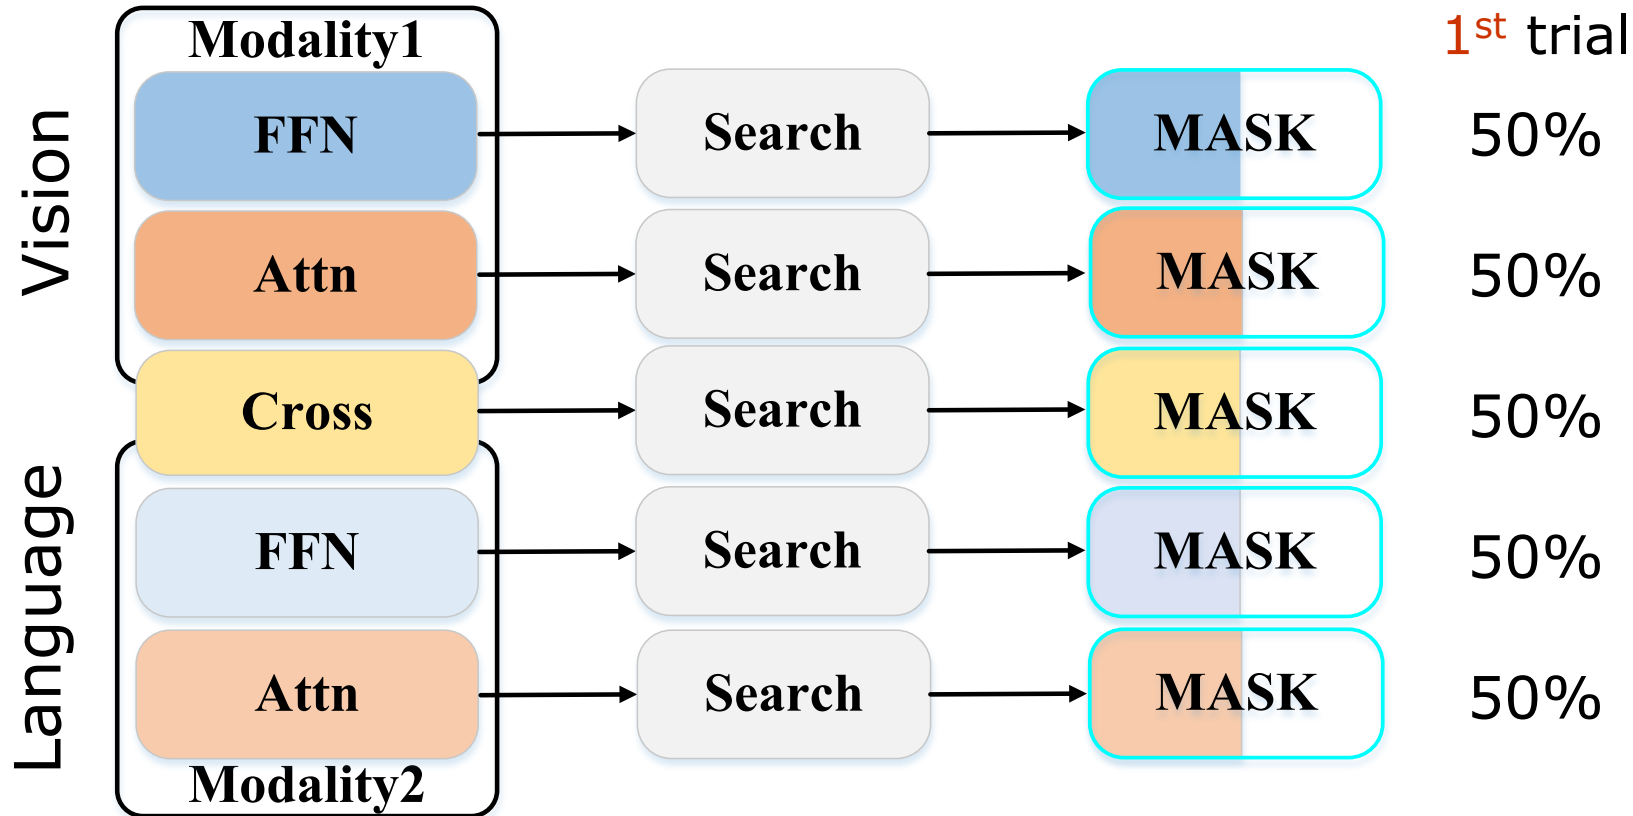 Modality1
1st trial
Vision
FFN
Search
MASK
50%
Attn
Search
MASK
50%
Cross
Search
MASK
50%
Language
FFN
Search
MASK
50%
Attn
Search
MASK
50%
Modality2